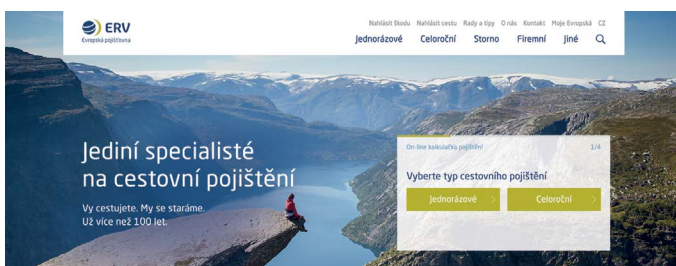 ERV
Evropská pojišťovna
Nahlásit škodu Nahlásit cestu Rady a tipy O nás Kontakt Moje Evropská CZ
Jednorázové Celoroční Storno Firemní Jiné
Jediní specialisté
na cestovní pojištění
Vy cestujete. My se staráme.
Už více než 100 let.
On-line kalkulačka pojištění 1/4
Vyberte typ cestovního pojištění
Jednorázové Celoroční